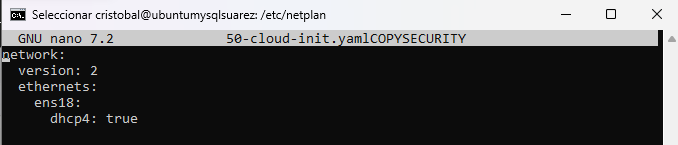 Seleccionar cristobal@ubuntumysqlsuarez: /etc/netplan
GNU nano 7.2 50-cloud-init.yamlCOPYSECURITY
network:
  version: 2
  ethernets:
    ens18:
      dhcp4: true